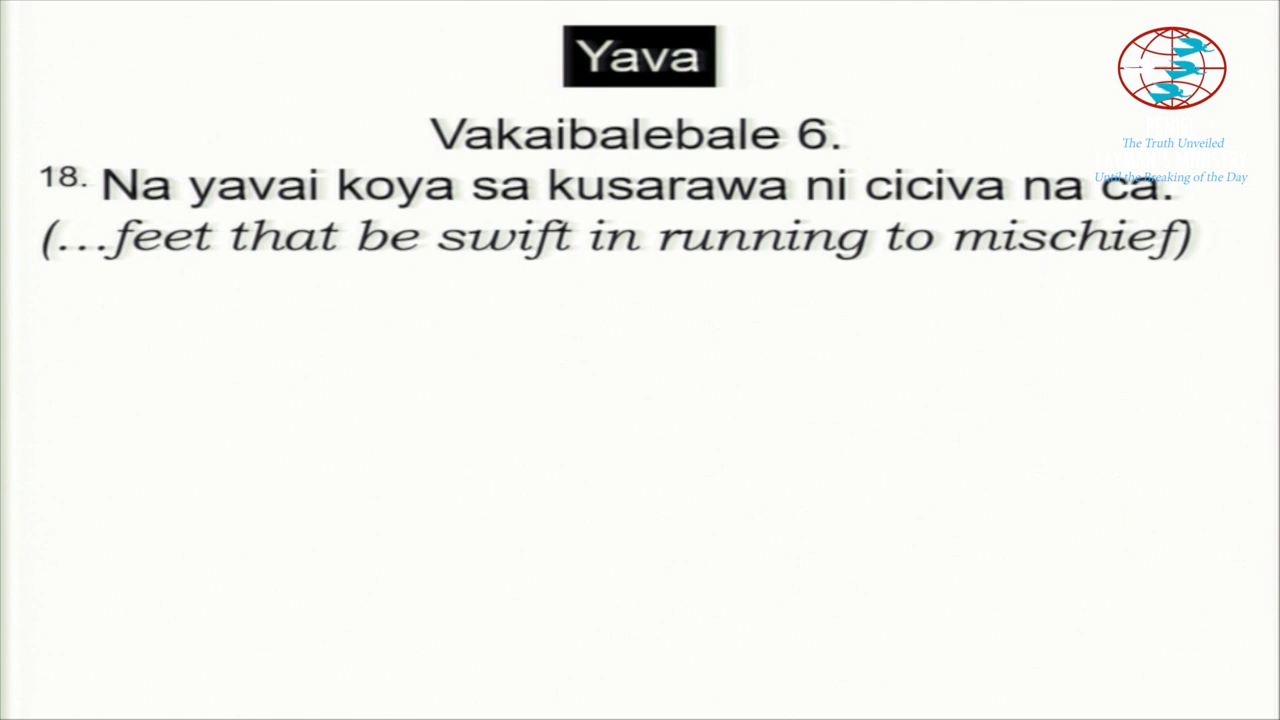 Yava
Vakaibalebale 6.
18. Na yavai koya sa kusarawa ni ciciva na ca.
(...feet that be swift in running to mischief)
The Truth Unveiled
Until the Breaking of the Day